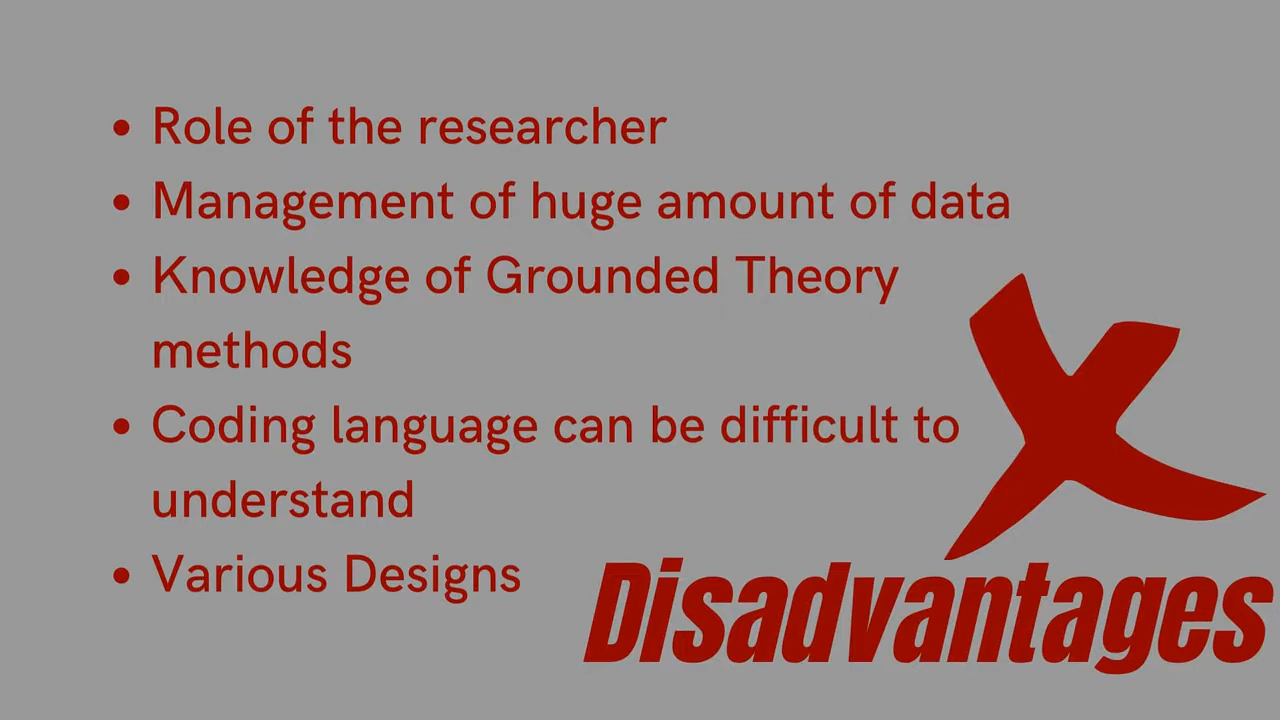 • Role of the researcher
• Management of huge amount of data
• Knowledge of Grounded Theory
methods
• Coding language can be difficult to
understand
• Various Designs
Disadvantages